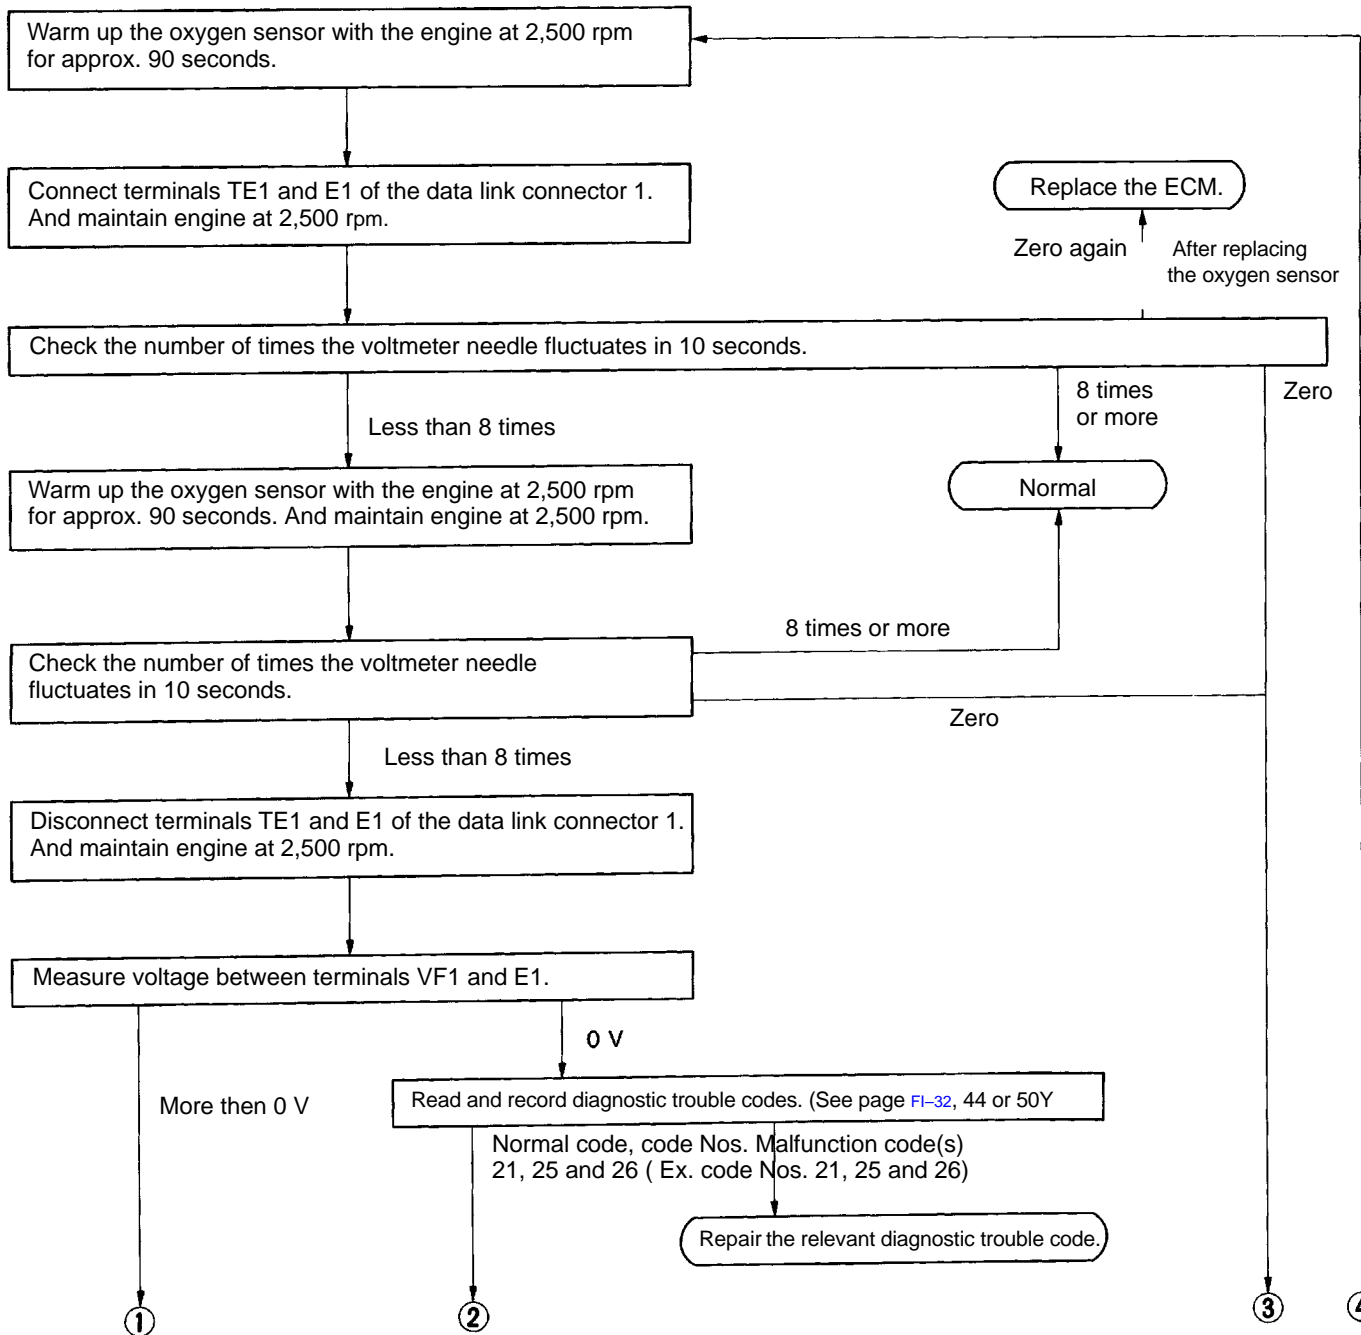 Warm up the oxygen sensor with the engine at 2,500 rpm
for approx. 90 seconds.
Connect terminals TE1 and E1 of the data link connector 1.
And maintain engine at 2,500 rpm.
Replace the ECM.
Zero again
After replacing
the oxygen sensor
Check the number of times the voltmeter needle fluctuates in 10 seconds.
Less than 8 times
8 times
or more
Zero
Warm up the oxygen sensor with the engine at 2,500 rpm
for approx. 90 seconds. And maintain engine at 2,500 rpm.
Normal
8 times or more
Check the number of times the voltmeter needle
fluctuates in 10 seconds.
Zero
Less than 8 times
Disconnect terminals TE1 and E1 of the data link connector 1.
And maintain engine at 2,500 rpm.
Measure voltage between terminals VF1 and E1.
0 V
More then 0 V
Read and record diagnostic trouble codes. (See page FI–32, 44 or 50Y
Normal code, code Nos. Malfunction code(s)
21, 25 and 26 ( Ex. code Nos. 21, 25 and 26)
Repair the relevant diagnostic trouble code.
1
2
3
4